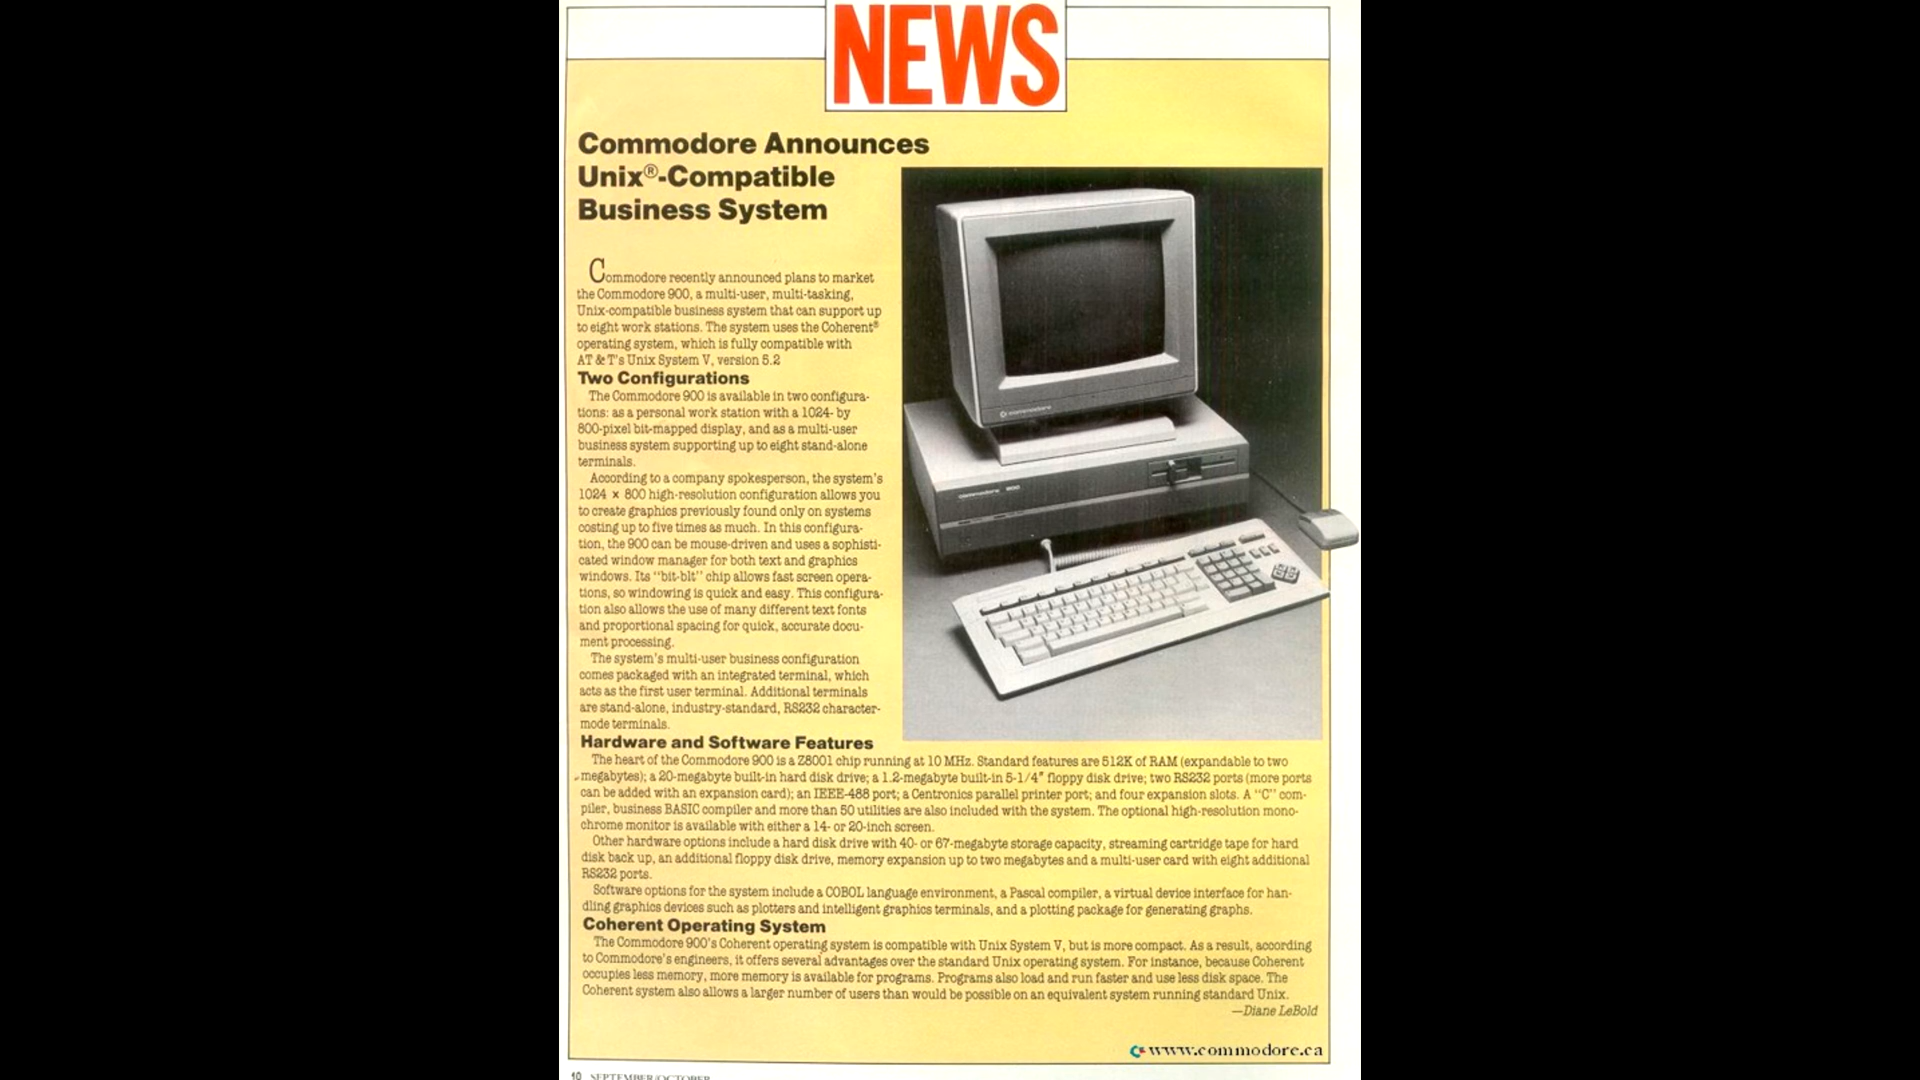 NEWS
Commodore Announces
Unix®-Compatible
Business System
Commodore recently announced plans to market
the Commodore 900, a multi-user, multi-tasking,
Unix-compatible business system that can support up
to eight work stations. The system uses the Coherent®
operating system, which is fully compatible with
AT & T's Unix System V, version 5.2
Two Configurations
The Commodore 900 is available in two configura-
tions: as a personal work station with a 1024- by
800-pixel bit-mapped display, and as a multi-user
business system supporting up to eight stand-alone
terminals.
According to a company spokesperson, the system's
1024 × 800 high-resolution configuration allows you
to create graphics previously found only on systems
costing up to five times as much. In this configura-
tion, the 900 can be mouse-driven and uses a sophisti-
cated window manager for both text and graphics
windows. Its "bit-blt" chip allows fast screen opera-
tions, so windowing is quick and easy. This configura-
tion also allows the use of many different text fonts
and proportional spacing for quick, accurate docu-
ment processing.
The system's multi-user business configuration
comes packaged with an integrated terminal, which
acts as the first user terminal. Additional terminals
are stand-alone, industry-standard, RS232 character-
mode terminals.
commodore
commodore 900
Hardware and Software Features
The heart of the Commodore 900 is a Z8001 chip running at 10 MHz. Standard features are 512K of RAM (expandable to two
megabytes); a 20-megabyte built-in hard disk drive; a 1.2-megabyte built-in 5-1/4" floppy disk drive; two RS232 ports (more ports
can be added with an expansion card); an IEEE-488 port; a Centronics parallel printer port; and four expansion slots. A "C" com-
piler, business BASIC compiler and more than 50 utilities are also included with the system. The optional high-resolution mono-
chrome monitor is available with either a 14- or 20-inch screen.
Other hardware options include a hard disk drive with 40- or 67-megabyte storage capacity, streaming cartridge tape for hard
disk back up, an additional floppy disk drive, memory expansion up to two megabytes and a multi-user card with eight additional
RS232 ports.
Software options for the system include a COBOL language environment, a Pascal compiler, a virtual device interface for han-
dling graphics devices such as plotters and intelligent graphics terminals, and a plotting package for generating graphs.
Coherent Operating System
The Commodore 900's Coherent operating system is compatible with Unix System V, but is more compact. As a result, according
to Commodore's engineers, it offers several advantages over the standard Unix operating system. For instance, because Coherent
occupies less memory, more memory is available for programs. Programs also load and run faster and use less disk space. The
Coherent system also allows a larger number of users than would be possible on an equivalent system running standard Unix.
—Diane LeBold
www.commodore.ca
10 SEPTEMBER/OCTOBER